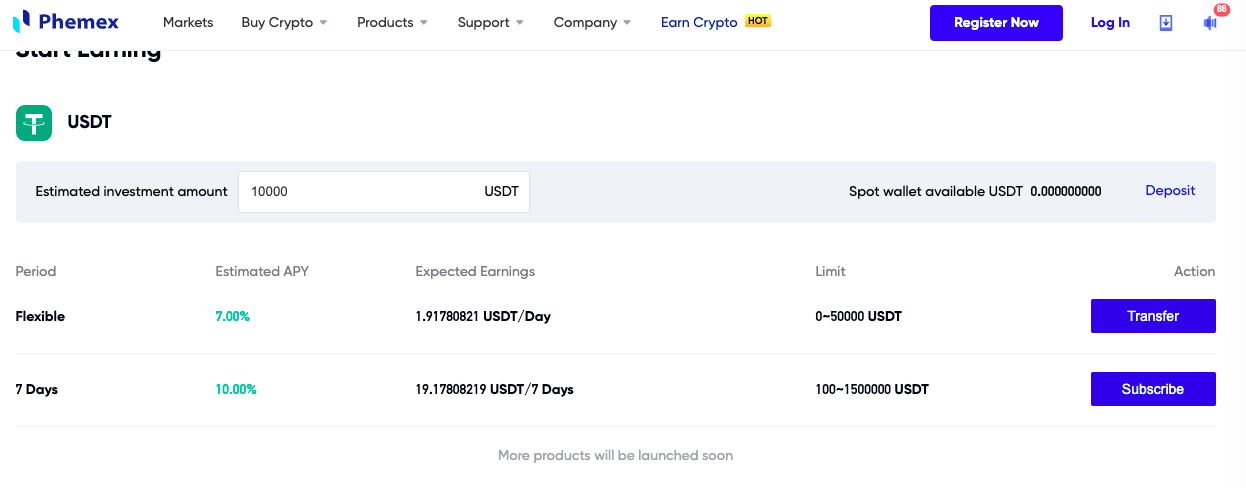 Phemex Markets Buy Crypto Products Support Company Earn Crypto HOT Register Now Log In 88
Start Earning
USDT
Estimated investment amount 10000 USDT Spot wallet available USDT 0.000000000 Deposit
Period Estimated APY Expected Earnings Limit Action
Flexible 7.00% 1.91780821 USDT/Day 0~50000 USDT Transfer
7 Days 10.00% 19.17808219 USDT/7 Days 100~1500000 USDT Subscribe
More products will be launched soon